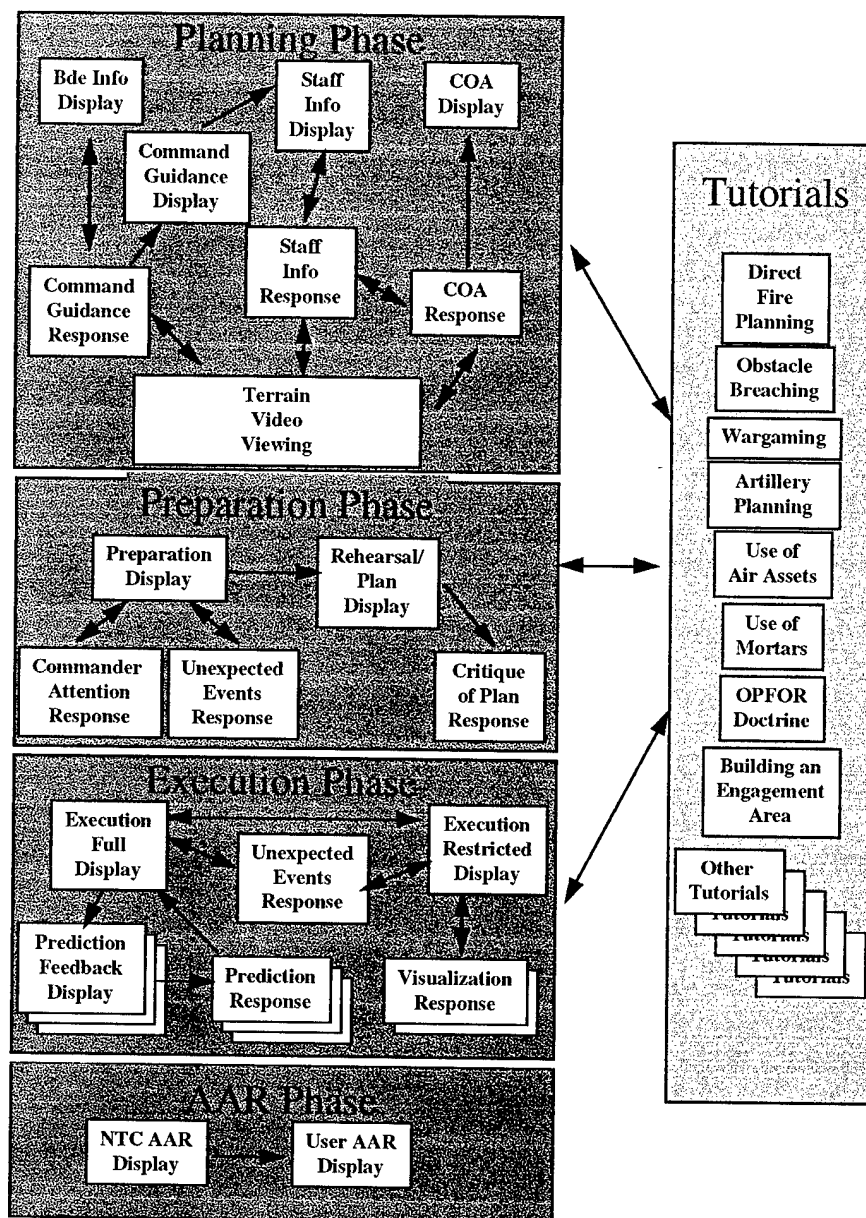 Planning Phase
Bde Info
Display
Staff
Info
Display
COA
Display
Command
Guidance
Display
Staff
Info
Response
Command
Guidance
Response
COA
Response
Terrain
Video
Viewing
Preparation Phase
Preparation
Display
Rehearsal/
Plan
Display
Commander
Attention
Response
Unexpected
Events
Response
Critique
of Plan
Response
Execution Phase
Execution
Full
Display
Unexpected
Events
Response
Execution
Restricted
Display
Prediction
Feedback
Display
Prediction
Response
Visualization
Response
AAR Phase
NTC AAR
Display
User AAR
Display
Tutorials
Direct
Fire
Planning
Obstacle
Breaching
Wargaming
Artillery
Planning
Use of
Air Assets
Use of
Mortars
OPFOR
Doctrine
Building an
Engagement
Area
Other
Tutorials
Tutorials
Tutorials
Tutorials
Tutorials